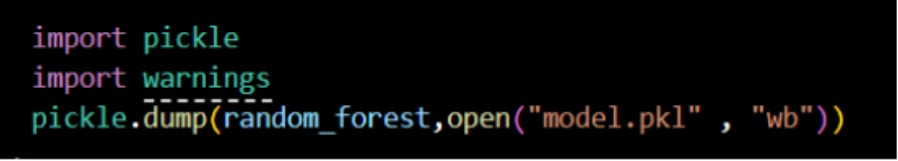 import pickle
import warnings
pickle.dump(random_forest,open("model.pkl" , "wb"))